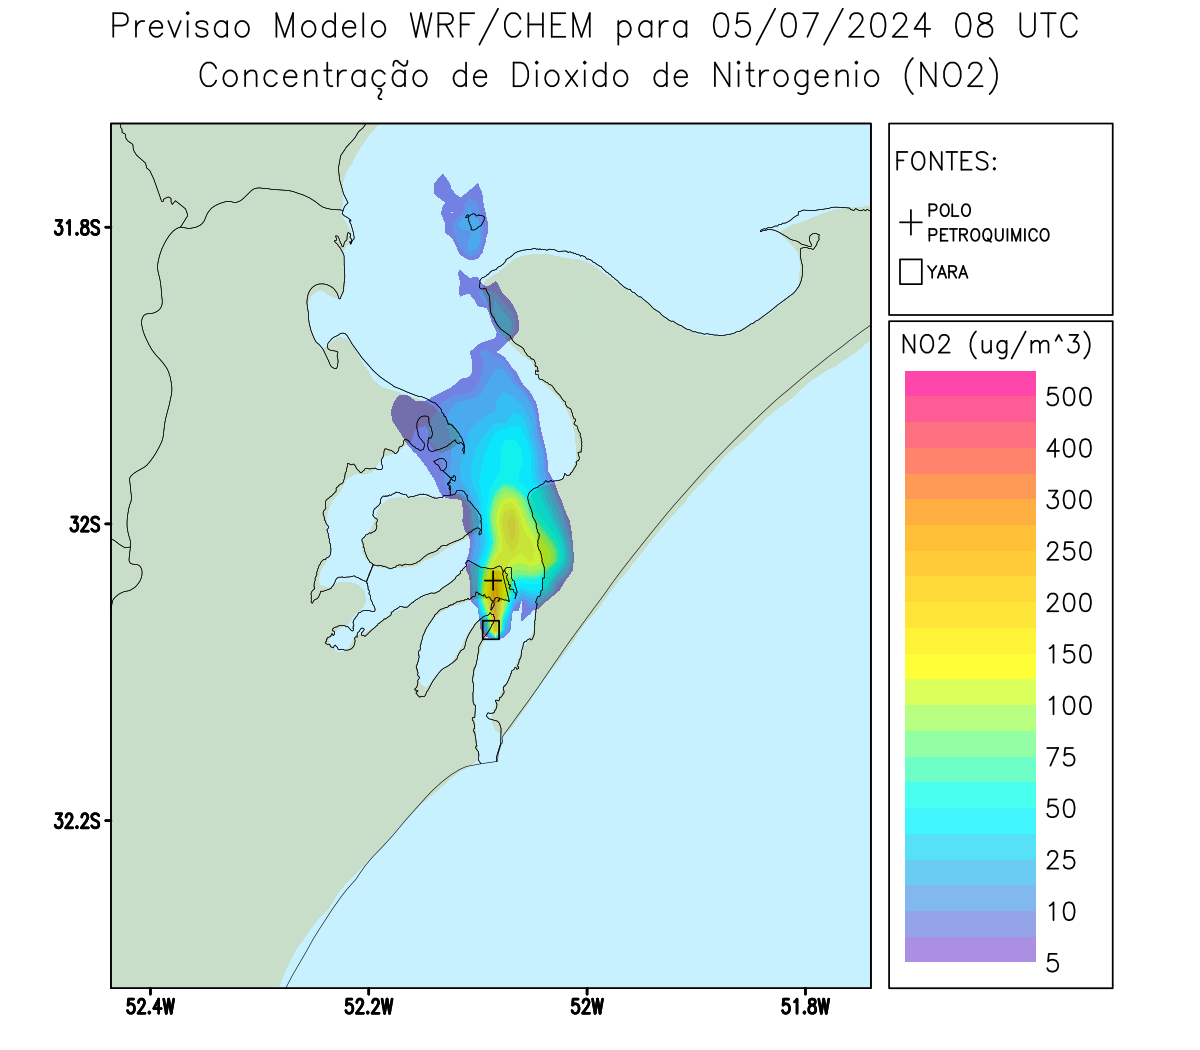 Previsao Modelo WRF/CHEM para 05/07/2024 08 UTC
Concentração de Dioxido de Nitrogenio (NO2)
FONTES:
POLO
PETROQUIMICO
YARA
NO2 (ug/m^3)
500
400
300
250
200
150
100
75
50
25
10
5
31.8S
32S
32.2S
52.4W
52.2W
52W
51.8W